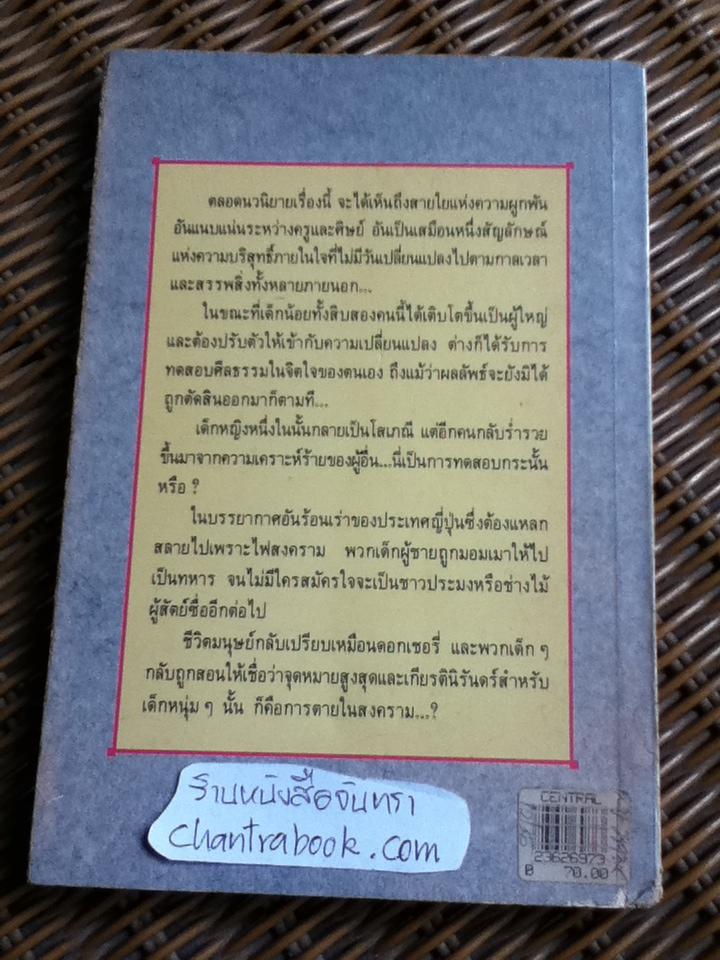 ตลอดนวนิยายเรื่องนี้ จะได้เห็นถึงสายใยแห่งความผูกพัน
อันแนบแน่นระหว่างครูและศิษย์ อันเป็นเสมือนหนึ่งสัญลักษณ์
แห่งความบริสุทธิ์ภายในใจที่ไม่มีวันเปลี่ยนแปลงไปตามกาลเวลา
และสรรพสิ่งทั้งหลายภายนอก...
ในขณะที่เด็กน้อยทั้งสิบสองคนนี้ได้เติบโตขึ้นเป็นผู้ใหญ่
และต้องปรับตัวให้เข้ากับความเปลี่ยนแปลง ต่างก็ได้รับการ
ทดสอบศีลธรรมในจิตใจของตนเอง ถึงแม้ว่าผลลัพธ์จะยังมิได้
ถูกตัดสินออกมาก็ตามที...
เด็กหญิงหนึ่งในนั้นกลายเป็นโสเภณี แต่อีกคนกลับร่ำรวย
ขึ้นมาจากความเคราะห์ร้ายของผู้อื่น...นี่เป็นการทดสอบกระนั้น
หรือ ?
ในบรรยากาศอันร้อนเร่าของประเทศญี่ปุ่นซึ่งต้องแหลก
สลายไปเพราะไฟสงคราม พวกเด็กผู้ชายถูกมอมเมาให้ไป
เป็นทหาร จนไม่มีใครสมัครใจจะเป็นชาวประมงหรือช่างไม้
ผู้สัตย์ซื่ออีกต่อไป
ชีวิตมนุษย์กลับเปรียบเหมือนดอกเชอรี่ และพวกเด็ก ๆ
กลับถูกสอนให้เชื่อว่าจุดหมายสูงสุดและเกียรตินิรันดร์สำหรับ
เด็กหนุ่ม ๆ นั้น ก็คือการตายในสงคราม...?
ร้านหนังสือจันทรา
chantrabook.com
CENTRAL
23626973
฿ 70.00